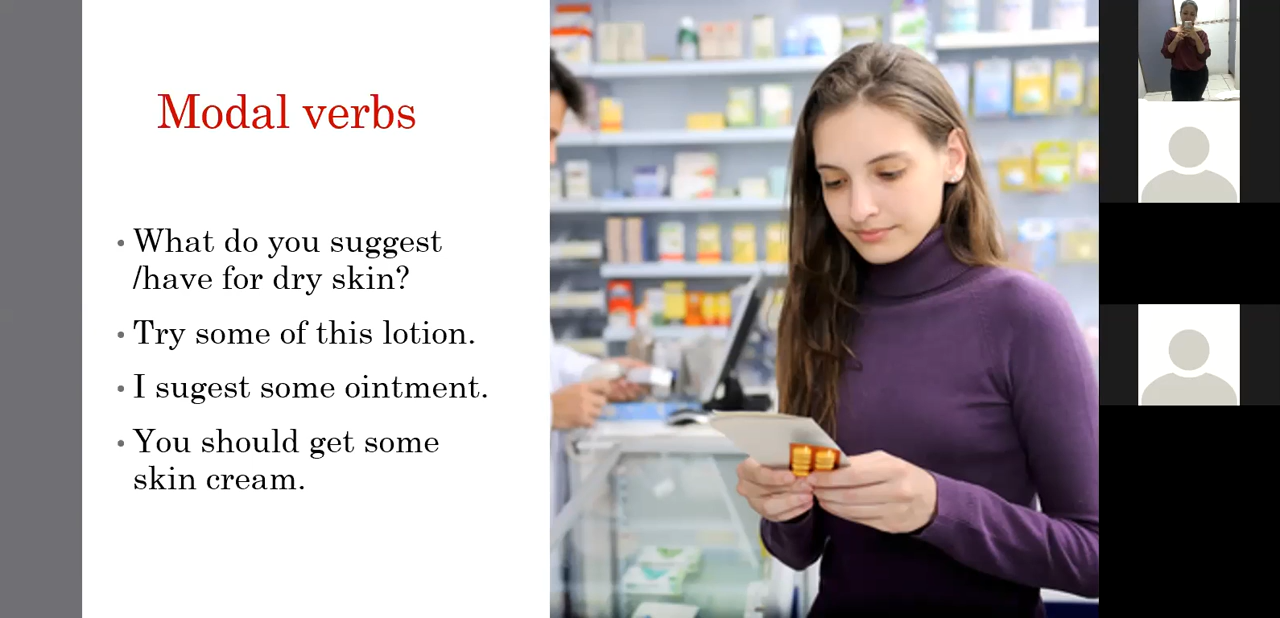 Modal verbs
• What do you suggest
/have for dry skin?
• Try some of this lotion.
• I sugest some ointment.
• You should get some
skin cream.